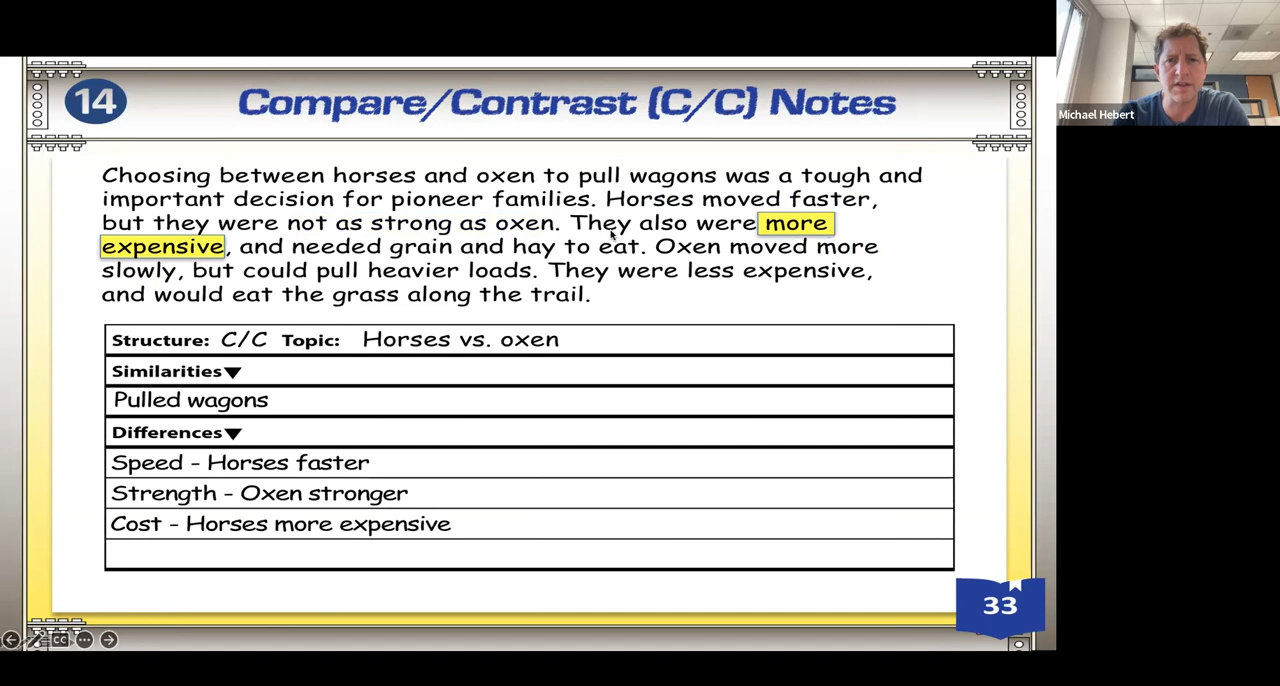 14
Compare/Contrast (C/C) Notes
Michael Hebert
Choosing between horses and oxen to pull wagons was a tough and
important decision for pioneer families. Horses moved faster,
but they were not as strong as oxen. They also were more
expensive, and needed grain and hay to eat. Oxen moved more
slowly, but could pull heavier loads. They were less expensive,
and would eat the grass along the trail.
Structure: C/C Topic: Horses vs. oxen
Similarities
Pulled wagons
Differences
Speed - Horses faster
Strength - Oxen stronger
Cost - Horses more expensive
33
CC